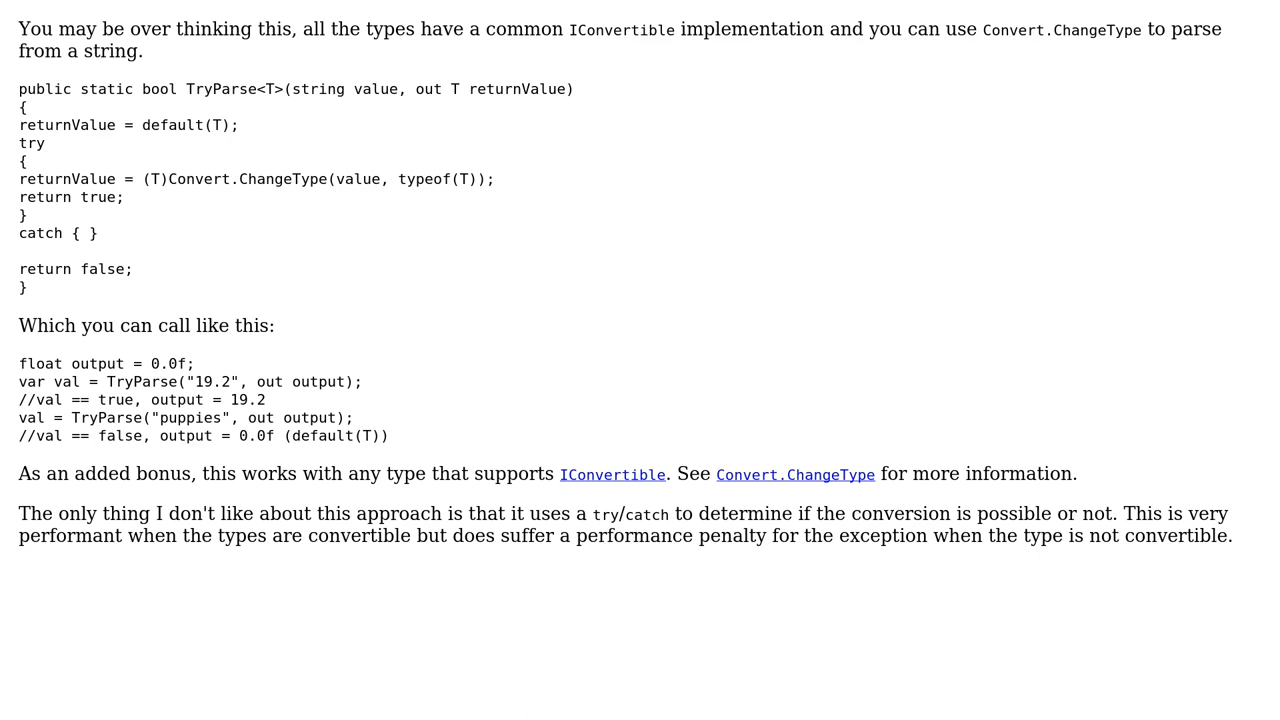 You may be over thinking this, all the types have a common IConvertible implementation and you can use Convert.ChangeType to parse
from a string.
public static bool TryParse<T>(string value, out T returnValue)
{
returnValue = default(T);
try
{
returnValue = (T)Convert.ChangeType(value, typeof(T));
return true;
}
catch { }
return false;
}
Which you can call like this:
float output = 0.0f;
var val = TryParse("19.2", out output);
//val == true, output = 19.2
val = TryParse("puppies", out output);
//val == false, output = 0.0f (default(T))
As an added bonus, this works with any type that supports IConvertible. See Convert.ChangeType for more information.
The only thing I don't like about this approach is that it uses a try/catch to determine if the conversion is possible or not. This is very
performant when the types are convertible but does suffer a performance penalty for the exception when the type is not convertible.